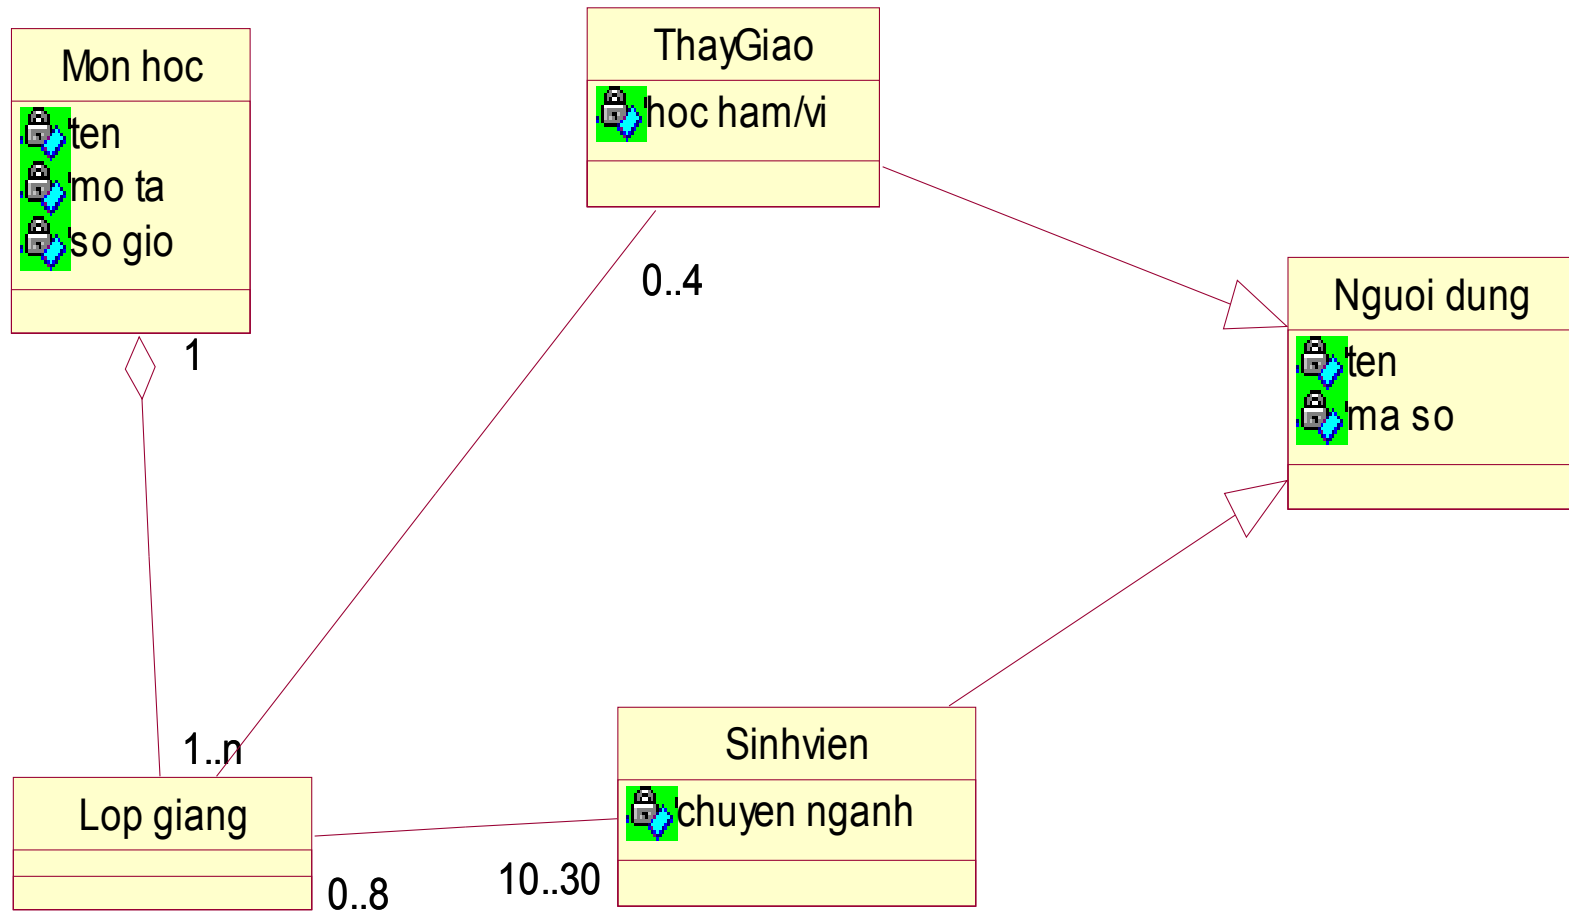 Mon hoc
ten
mo ta
so gio
1
ThayGiao
hoc ham/vi
0..4
Nguoi dung
ten
ma so
1..n
Lop giang
0..8
10..30
Sinhvien
chuyen nganh